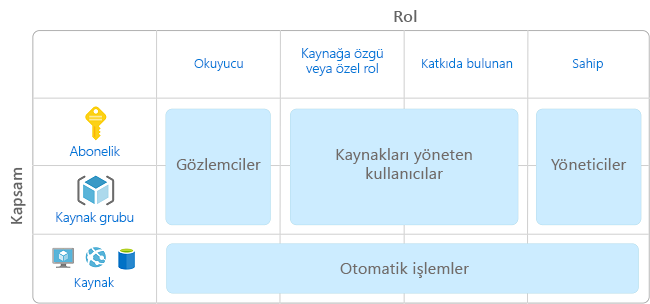 Rol
Okuyucu
Kaynağa özgü
veya özel rol
Katkıda bulunan
Sahip
Kapsam
Abonelik
Gözlemciler
Kaynakları yöneten
kullanıcılar
Yöneticiler
Kaynak grubu
Kaynak
Otomatik işlemler